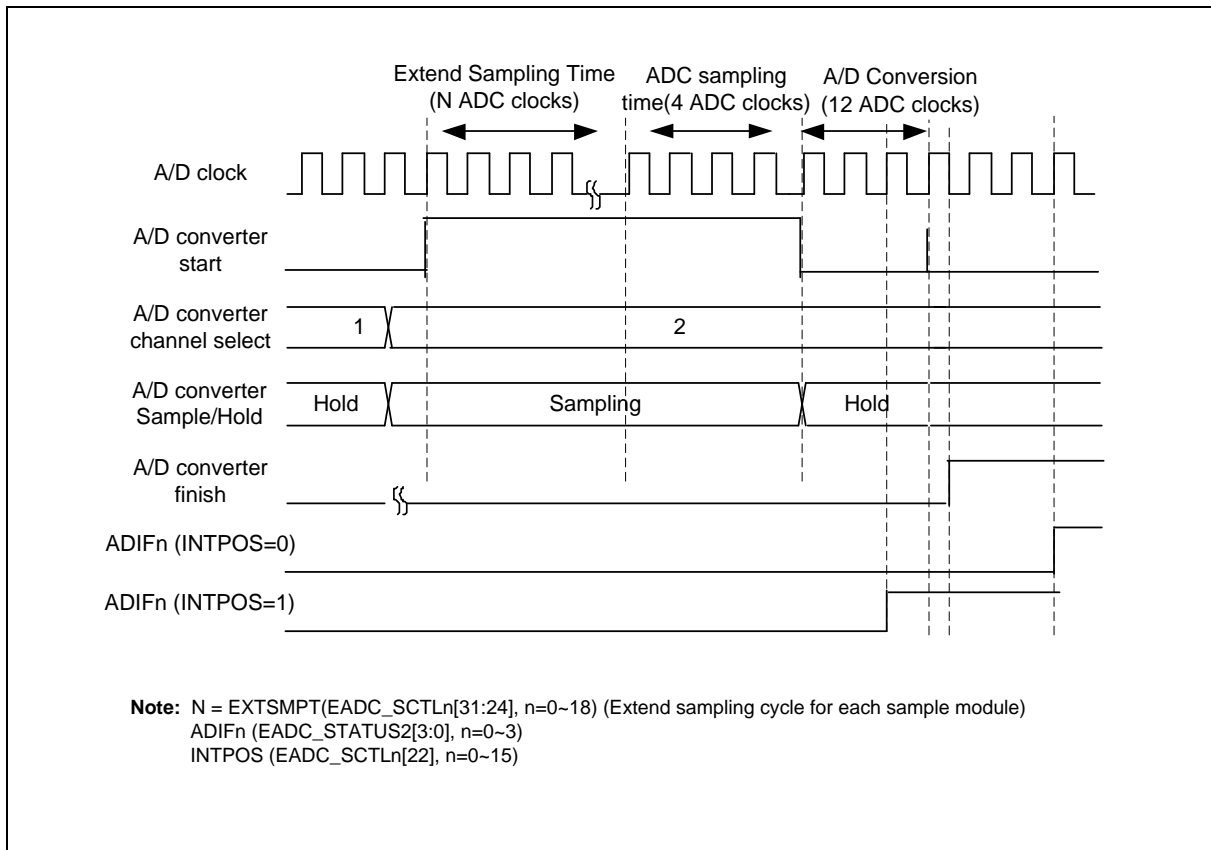 Extend Sampling Time
(N ADC clocks)
ADC sampling
time(4 ADC clocks)
A/D Conversion
(12 ADC clocks)
A/D clock
A/D converter
start
A/D converter
channel select
1
2
A/D converter
Sample/Hold
Hold
Sampling
Hold
A/D converter
finish
ADIFn (INTPOS=0)
ADIFn (INTPOS=1)
Note: N = EXTSMPT(EADC_SCTLn[31:24], n=0~18) (Extend sampling cycle for each sample module)
ADIFn (EADC_STATUS2[3:0], n=0~3)
INTPOS (EADC_SCTLn[22], n=0~15)